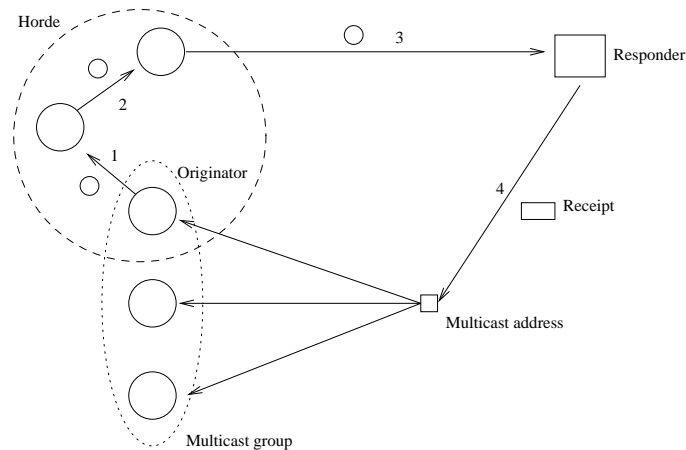 Horde
3
Responder
2
1
Originator
4
Receipt
Multicast address
Multicast group